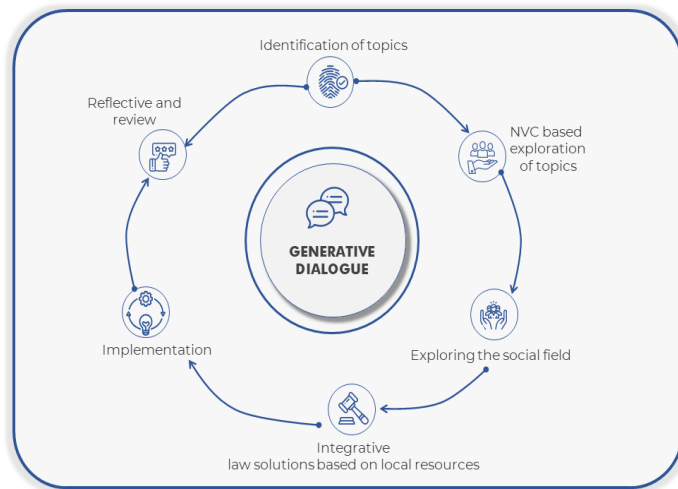 Identification of topics
NVC based
exploration
of topics
Exploring the social field
Integrative
law solutions based on local resources
Implementation
Reflective and
review
GENERATIVE
DIALOGUE